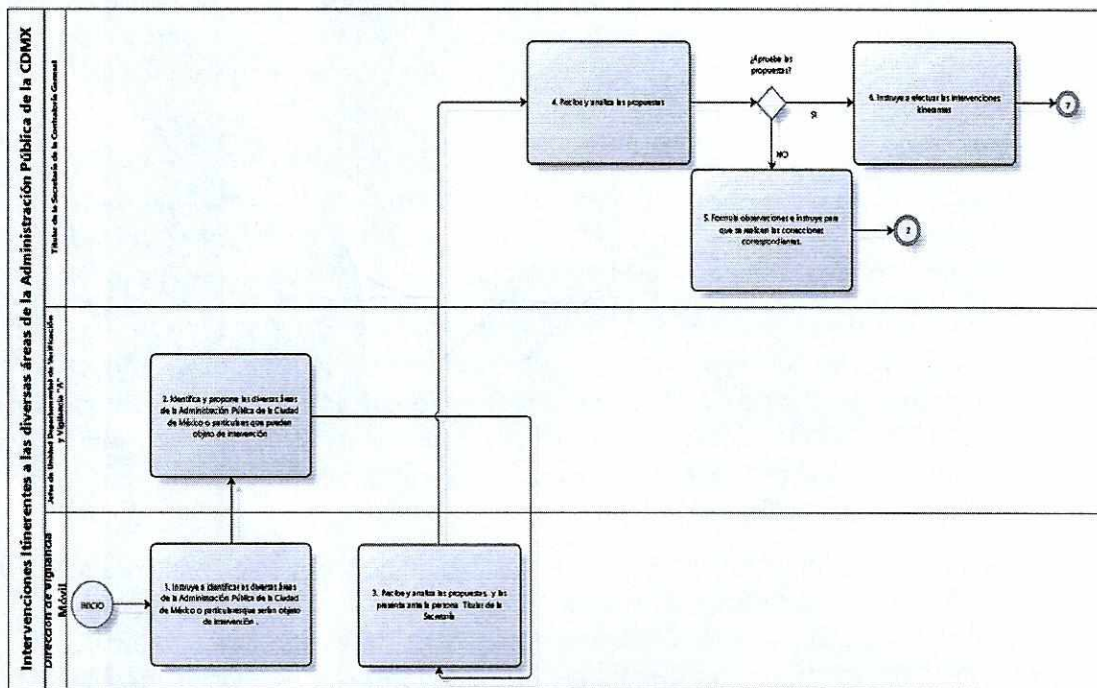 Intervenciones Itinerentes a las diversas áreas de la Administración Pública de la CDMX
Titular de la Secretaría de la Contraloría General
4. Recibe y analiza las propuestas
¿Aprueba las
propuestas?
SI
6. Instruye a efectuar las intervenciones
itinerantes
7
NO
5. Formula observaciones e instruye para
que se realicen las correcciones
correspondientes.
2
Jefes de Unidad Departamental de Verificación
y Vigilancia "A"
2. Identifica y propone las diversas áreas
de la Administración Pública de la Ciudad
de México o particulares que pueden
objeto de intervención
Dirección de Vigilancia
Móvil
INICIO
1. Instruye a identificar las diversas áreas
de la Administración Pública de la Ciudad
de México o particulares que serían objeto
de intervención .
3. Recibe y analiza las propuestas, y las
presenta ante la persona Titular de la
Secretaría